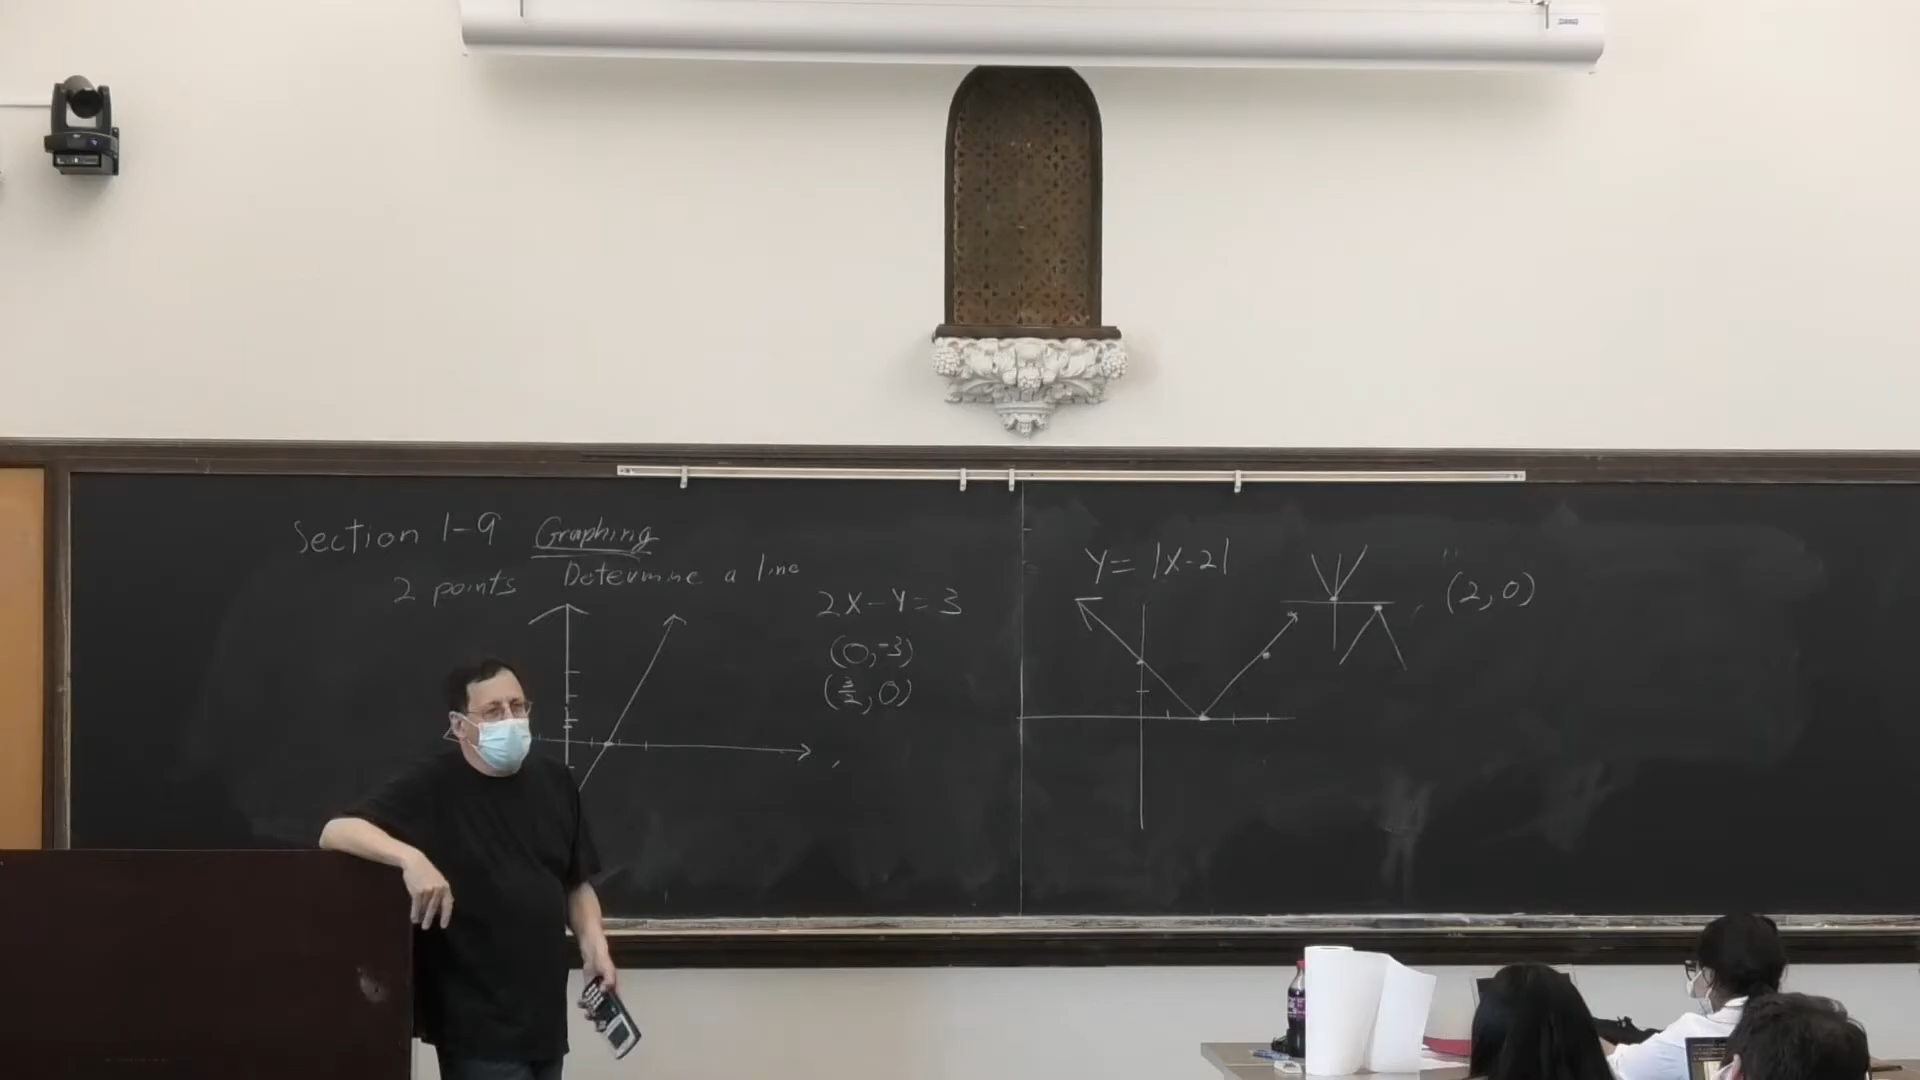 Section 1-9 Graphing
2 points Determine a line
2X-Y=3
(0,-3)
(3/2, 0)
Y= |X-2|
(2,0)